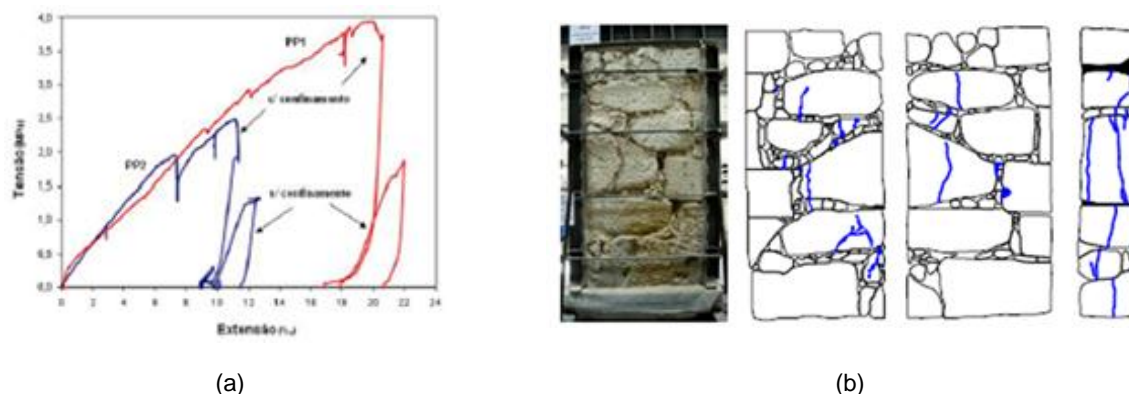 4,0
3,5
3,0
2,5
2,0
1,5
1,0
0,5
0,0
Tensão (MPa)
PP1
c/ confinamento
PP2
s/ confinamento
0 2 4 6 8 10 12 14 16 18 20 22 24
Extensão
(a)
(b)